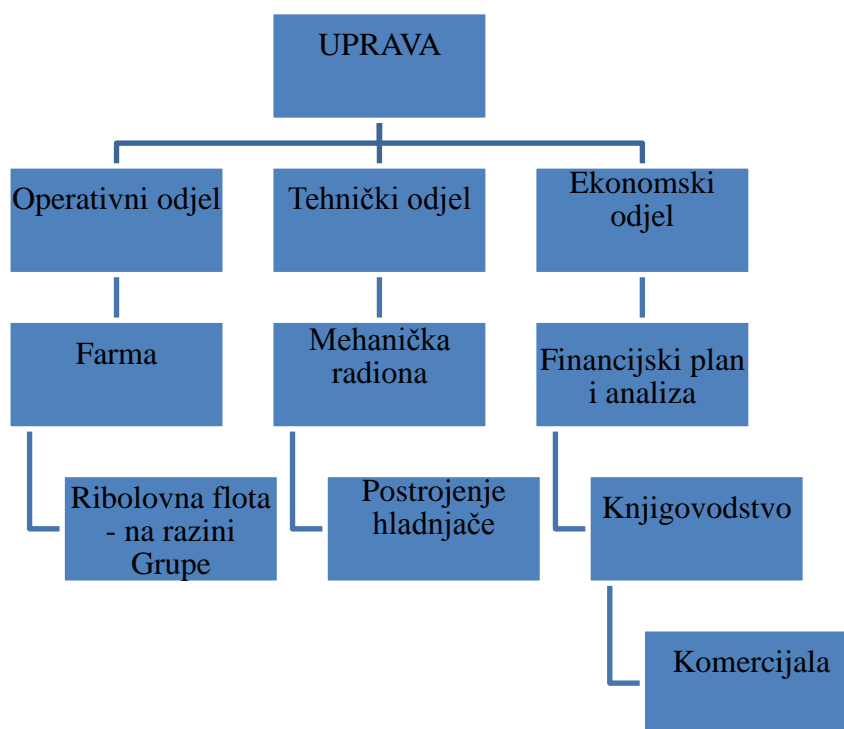 UPRAVA
Operativni odjel
Tehnički odjel
Ekonomski
odjel
Farma
Mehanička
radiona
Financijski plan
i analiza
Ribolovna flota
- na razini
Grupe
Postrojenje
hladnjače
Knjigovodstvo
Komercijala